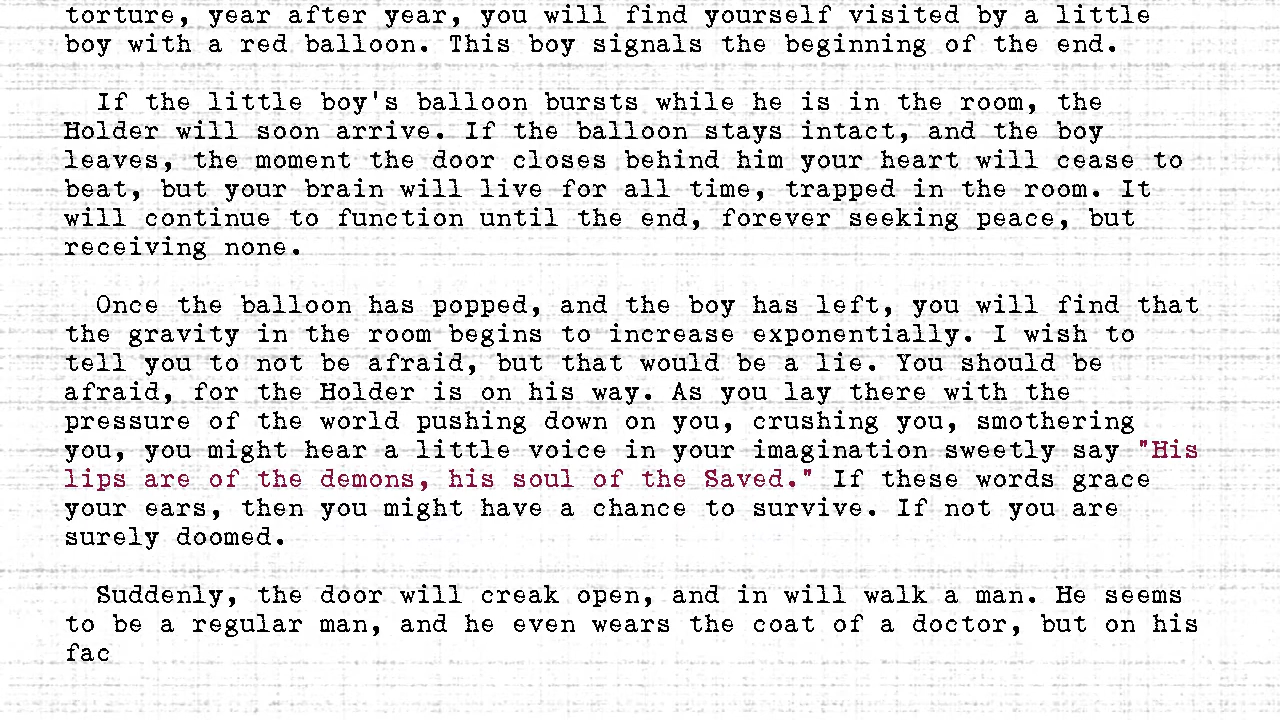 torture, year after year, you will find yourself visited by a little
boy with a red balloon. This boy signals the beginning of the end.
If the little boy's balloon bursts while he is in the room, the
Holder will soon arrive. If the balloon stays intact, and the boy
leaves, the moment the door closes behind him your heart will cease to
beat, but your brain will live for all time, trapped in the room. It
will continue to function until the end, forever seeking peace, but
receiving none.
Once the balloon has popped, and the boy has left, you will find that
the gravity in the room begins to increase exponentially. I wish to
tell you to not be afraid, but that would be a lie. You should be
afraid, for the Holder is on his way. As you lay there with the
pressure of the world pushing down on you, crushing you, smothering
you, you might hear a little voice in your imagination sweetly say "His
lips are of the demons, his soul of the Saved." If these words grace
your ears, then you might have a chance to survive. If not you are
surely doomed.
Suddenly, the door will creak open, and in will walk a man. He seems
to be a regular man, and he even wears the coat of a doctor, but on his
fac